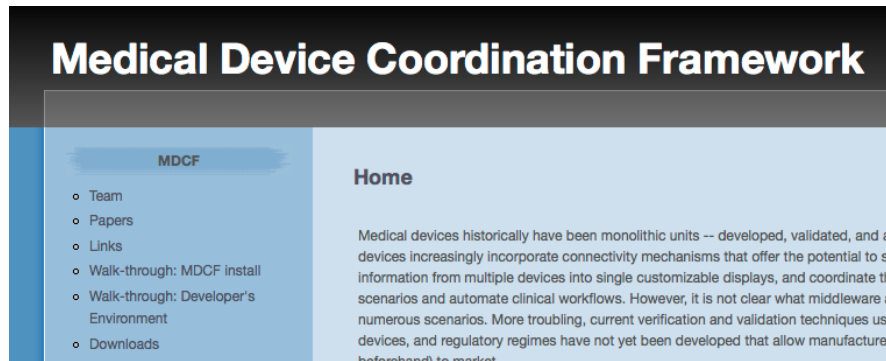 Medical Device Coordination Framework
MDCF
Team
Papers
Links
Walk-through: MDCF install
Walk-through: Developer's
Environment
Downloads
Home
Medical devices historically have been monolithic units -- developed, validated, and
devices increasingly incorporate connectivity mechanisms that offer the potential to
information from multiple devices into single customizable displays, and coordinate
scenarios and automate clinical workflows. However, it is not clear what middleware
numerous scenarios. More troubling, current verification and validation techniques
devices, and regulatory regimes have not yet been developed that allow manufacture
beforehand) to market